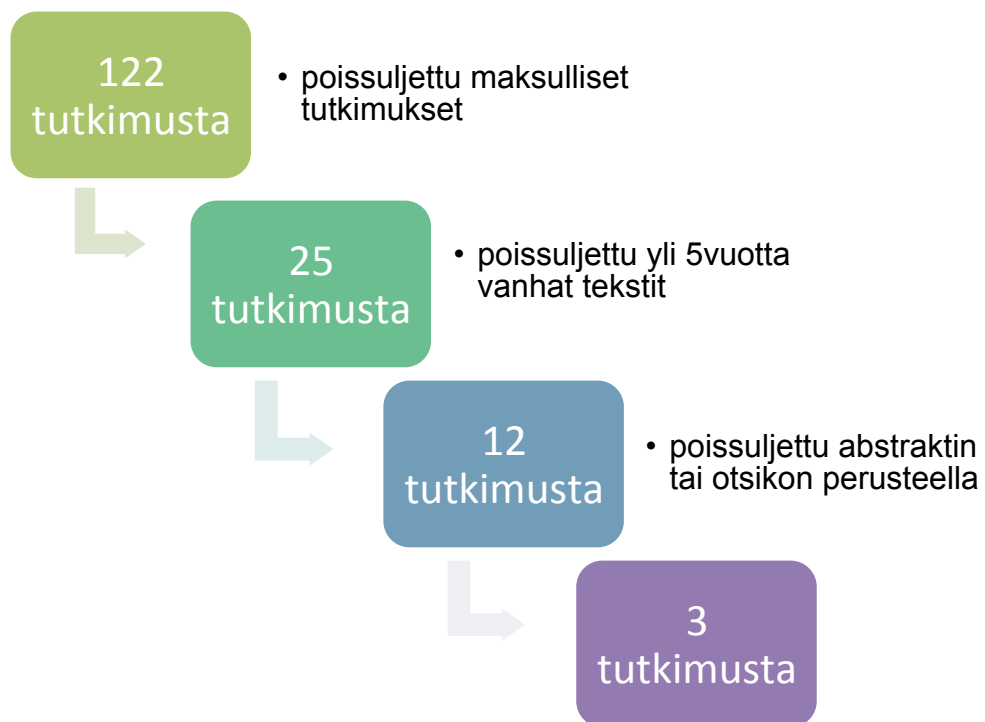 122
tutkimusta
• poissuljettu maksulliset
tutkimukset
25
tutkimusta
• poissuljettu yli 5vuotta
vanhat tekstit
12
tutkimusta
• poissuljettu abstraktin
tai otsikon perusteella
3
tutkimusta